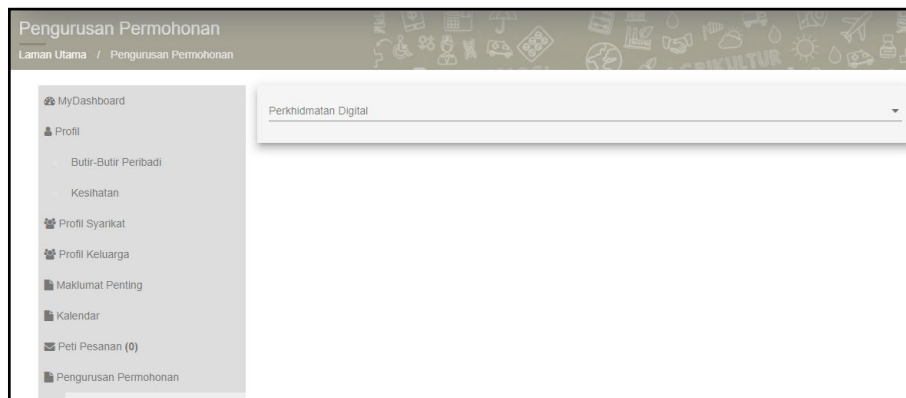 Pengurusan Permohonan
Laman Utama / Pengurusan Permohonan
AGRIKULTUR
MyDashboard
Profil
Butir-Butir Peribadi
Kesihatan
Profil Syarikat
Profil Keluarga
Maklumat Penting
Kalendar
Peti Pesanan (0)
Pengurusan Permohonan
Perkhidmatan Digital